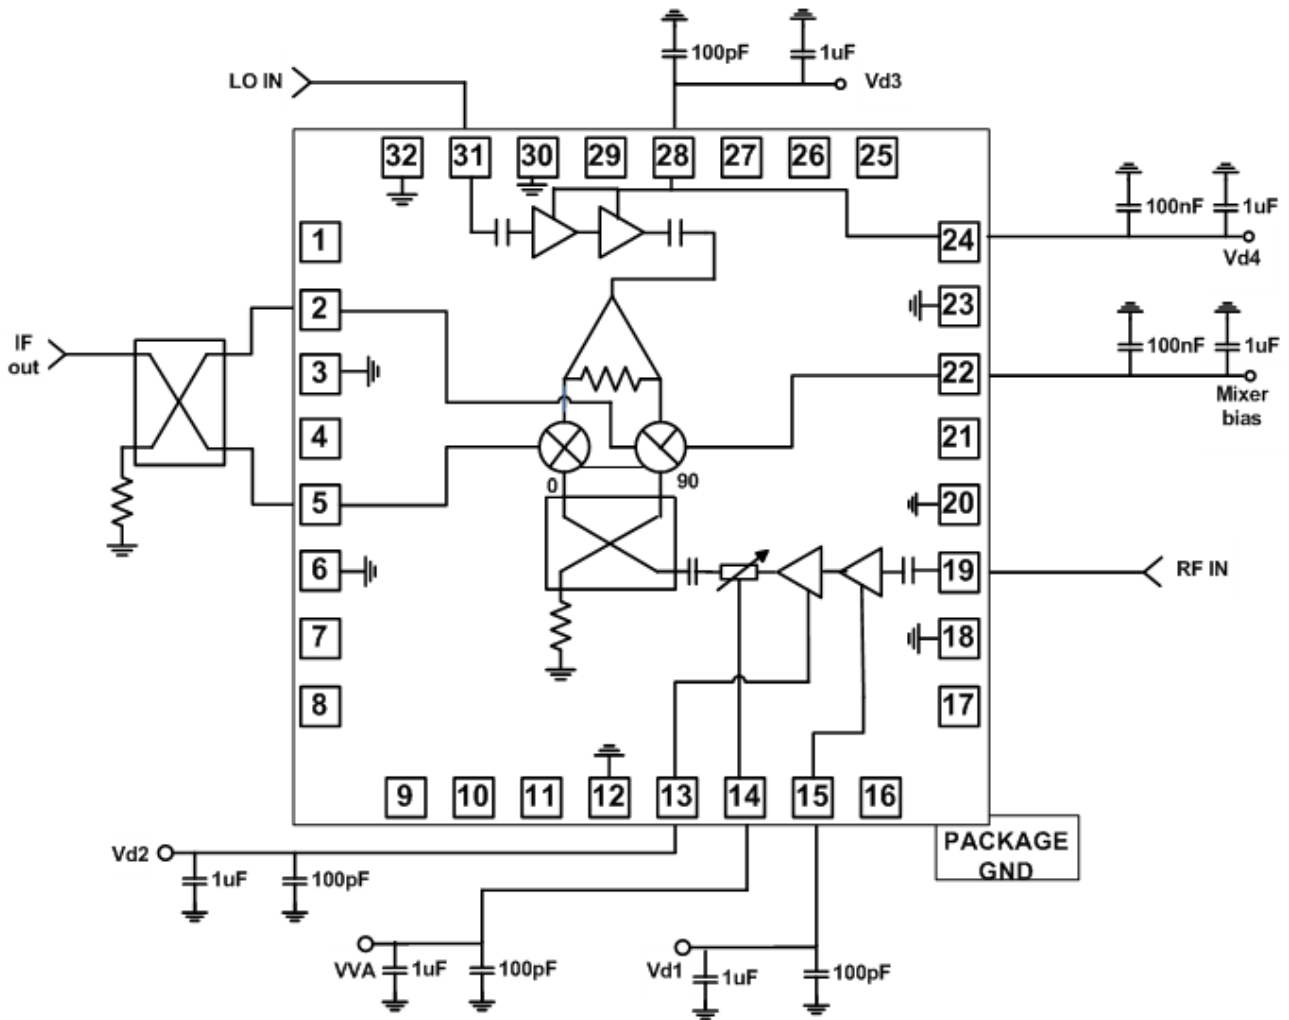 100pF
1uF
LO IN
Vd3
32
31
30
29
28
27
26
25
100nF
1uF
1
24
Vd4
2
23
IF
out
3
22
100nF
1uF
Mixer
bias
4
21
0
90
5
20
6
19
RF IN
7
18
8
17
9
10
11
12
13
14
15
16
PACKAGE
GND
Vd2
1uF
100pF
VVA
1uF
100pF
Vd1
1uF
100pF